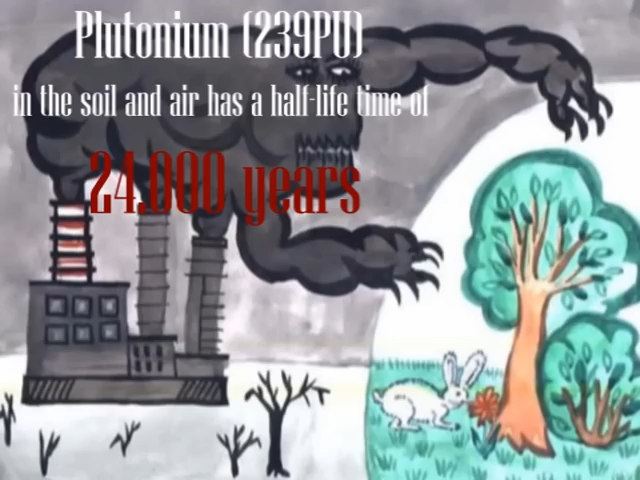 Plutonium (239PU)
in the soil and air has a half-life time of
24.000 years